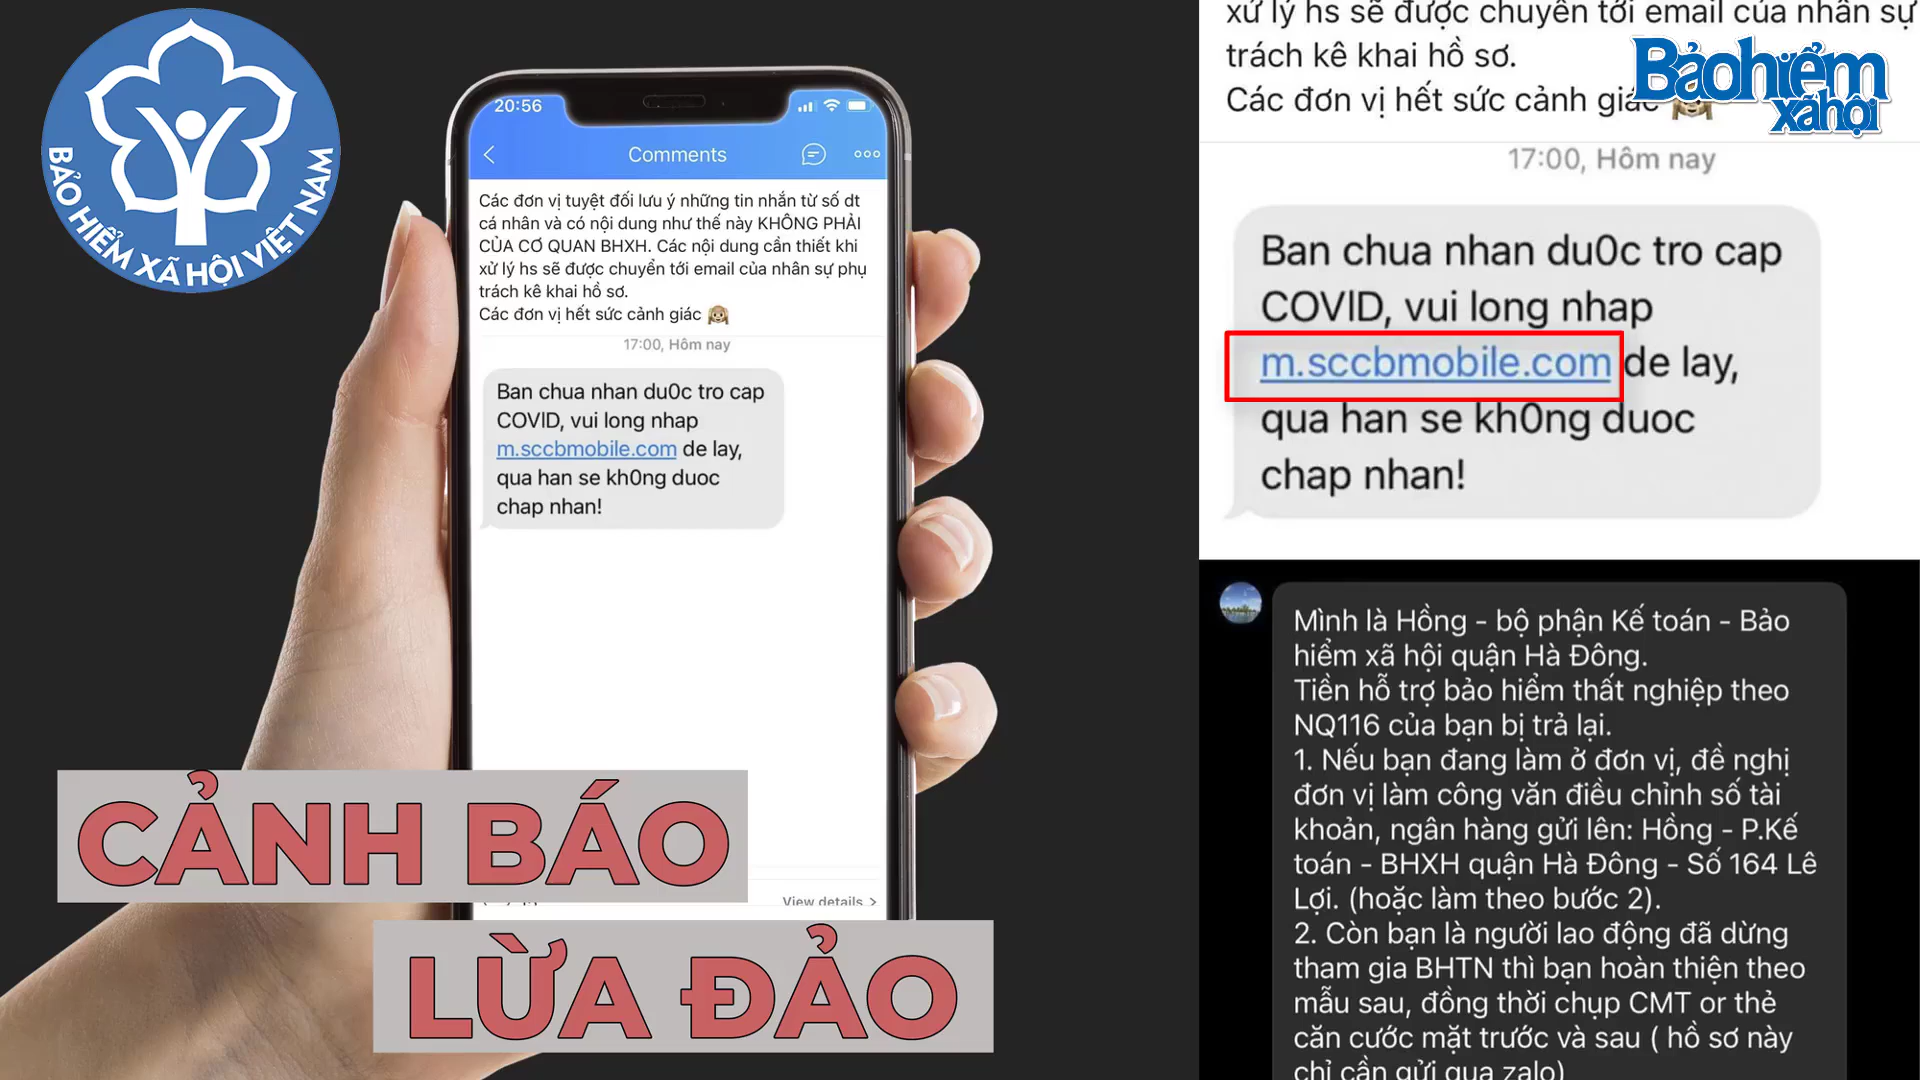 BẢO HIỂM XÃ HỘI VIỆT NAM
20:56
Comments
Các đơn vị tuyệt đối lưu ý những tin nhắn từ số dt
cá nhân và có nội dung như thế này KHÔNG PHẢI
CỦA CƠ QUAN BHXH. Các nội dung cần thiết khi
xử lý hs sẽ được chuyển tới email của nhân sự phụ
trách kê khai hồ sơ.
Các đơn vị hết sức cảnh giác
17:00, Hôm nay
Ban chua nhan du0c tro cap
COVID, vui long nhap
m.sccbmobile.com de lay,
qua han se kh0ng duoc
chap nhan!
View details >
CẢNH BÁO
LỪA ĐẢO
xử lý hs sẽ được chuyển tới email của nhân sự
trách kê khai hồ sơ.
Các đơn vị hết sức cảnh giác
Bảo hiểm
xã hội
17:00, Hôm nay
Ban chua nhan du0c tro cap
COVID, vui long nhap
m.sccbmobile.com de lay,
qua han se kh0ng duoc
chap nhan!
Mình là Hồng - bộ phận Kế toán - Bảo
hiểm xã hội quận Hà Đông.
Tiền hỗ trợ bảo hiểm thất nghiệp theo
NQ116 của bạn bị trả lại.
1. Nếu bạn đang làm ở đơn vị, đề nghị
đơn vị làm công văn điều chỉnh số tài
khoản, ngân hàng gửi lên: Hồng - P.Kế
toán - BHXH quận Hà Đông - Số 164 Lê
Lợi. (hoặc làm theo bước 2).
2. Còn bạn là người lao động đã dừng
tham gia BHTN thì bạn hoàn thiện theo
mẫu sau, đồng thời chụp CMT or thẻ
căn cước mặt trước và sau ( hồ sơ này
chỉ cần gửi qua zalo)